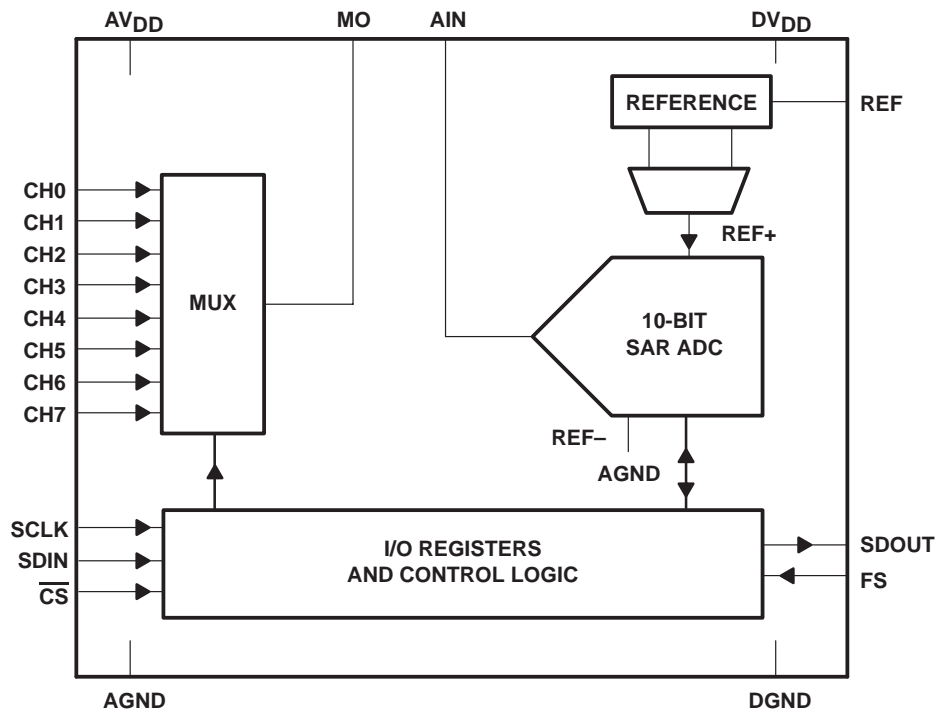 AVDD
MO
AIN
DVDD
REFERENCE
REF
CH0
CH1
CH2
CH3
CH4
CH5
CH6
CH7
MUX
REF+
10-BIT
SAR ADC
REF–
AGND
SCLK
SDIN
CS
I/O REGISTERS
AND CONTROL LOGIC
SDOUT
FS
AGND
DGND